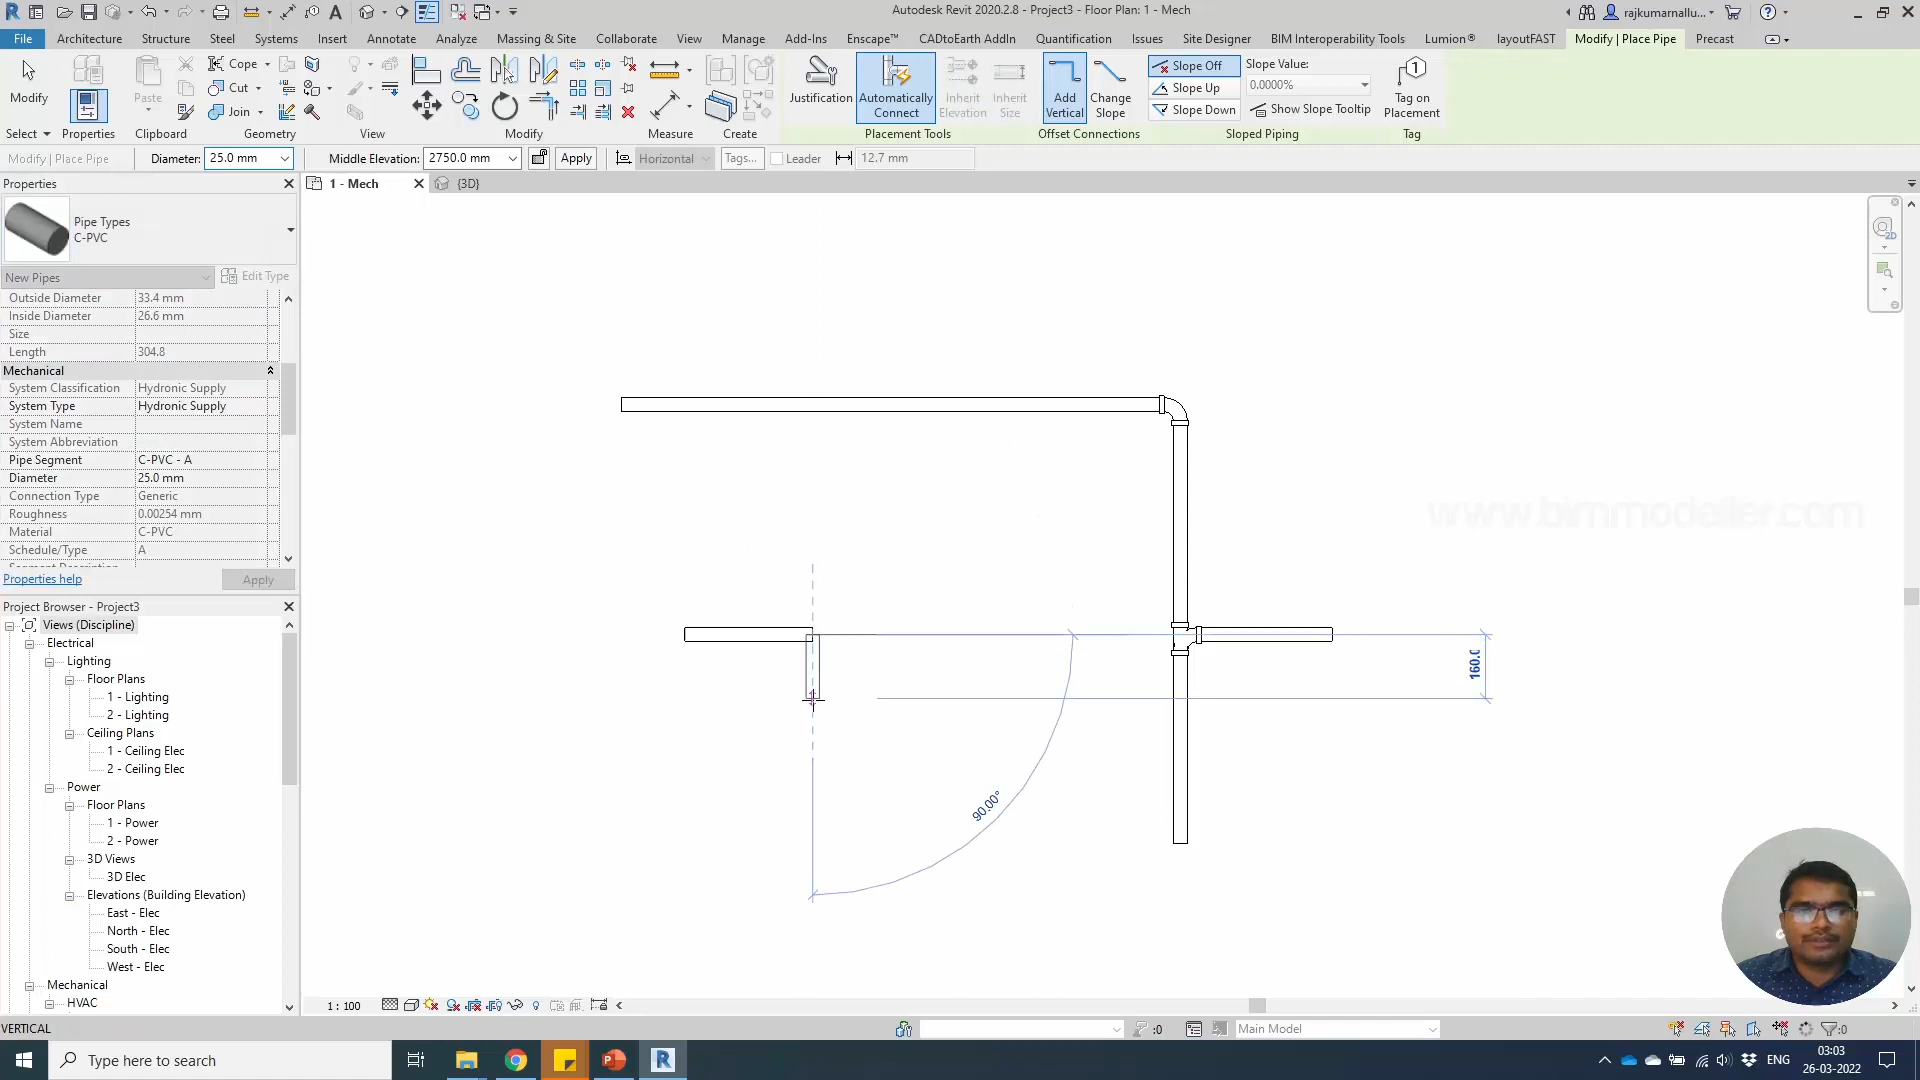 Autodesk Revit 2020.2.8 - Project3 - Floor Plan: 1 - Mech
rajkumarnallu...
File Architecture Structure Steel Systems Insert Annotate Analyze Massing & Site Collaborate View Manage Add-Ins Enscape™ CADtoEarth AddIn Quantification Issues Site Designer BIM Interoperability Tools Lumion® layoutFAST Modify | Place Pipe Precast
Modify
Paste
Cope
Cut
Join
Justification
Automatically Connect
Inherit Elevation
Inherit Size
Add Vertical
Change Slope
Slope Off
Slope Up
Slope Down
Slope Value:
0.0000%
Show Slope Tooltip
Tag on Placement
Select Properties Clipboard Geometry View Modify Measure Create Placement Tools Offset Connections Sloped Piping Tag
Modify | Place Pipe Diameter: 25.0 mm Middle Elevation: 2750.0 mm Apply Horizontal Tags... Leader 12.7 mm
Properties
1 - Mech
{3D}
Pipe Types
C-PVC
New Pipes Edit Type
Outside Diameter 33.4 mm
Inside Diameter 26.6 mm
Size
Length 304.8
Mechanical
System Classification Hydronic Supply
System Type Hydronic Supply
System Name
System Abbreviation
Pipe Segment C-PVC - A
Diameter 25.0 mm
Connection Type Generic
Roughness 0.00254 mm
Material C-PVC
Schedule/Type A
Properties help Apply
Project Browser - Project3
Views (Discipline)
Electrical
Lighting
Floor Plans
1 - Lighting
2 - Lighting
Ceiling Plans
1 - Ceiling Elec
2 - Ceiling Elec
Power
Floor Plans
1 - Power
2 - Power
3D Views
3D Elec
Elevations (Building Elevation)
East - Elec
North - Elec
South - Elec
West - Elec
Mechanical
HVAC
www.bimmodeller.com
160.0
90.00°
1 : 100
VERTICAL
:0
Main Model
:0
Type here to search
ENG
03:03
26-03-2022